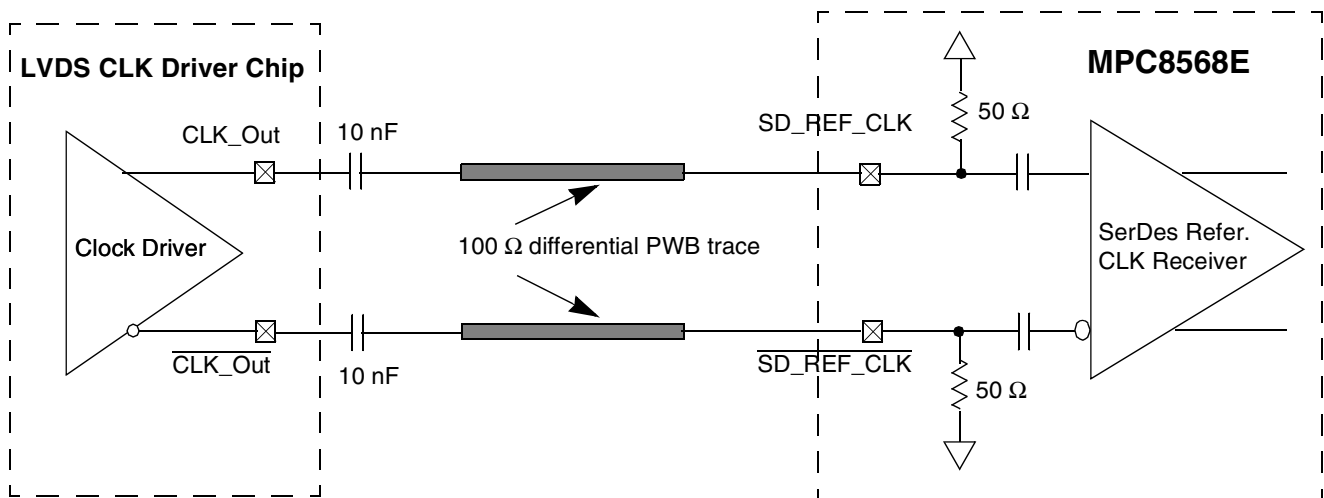 LVDS CLK Driver Chip
MPC8568E
CLK_Out
10 nF
SD_REF_CLK
50 Ω
Clock Driver
100 Ω differential PWB trace
SerDes Refer.
CLK Receiver
CLK_Out
10 nF
SD_REF_CLK
50 Ω